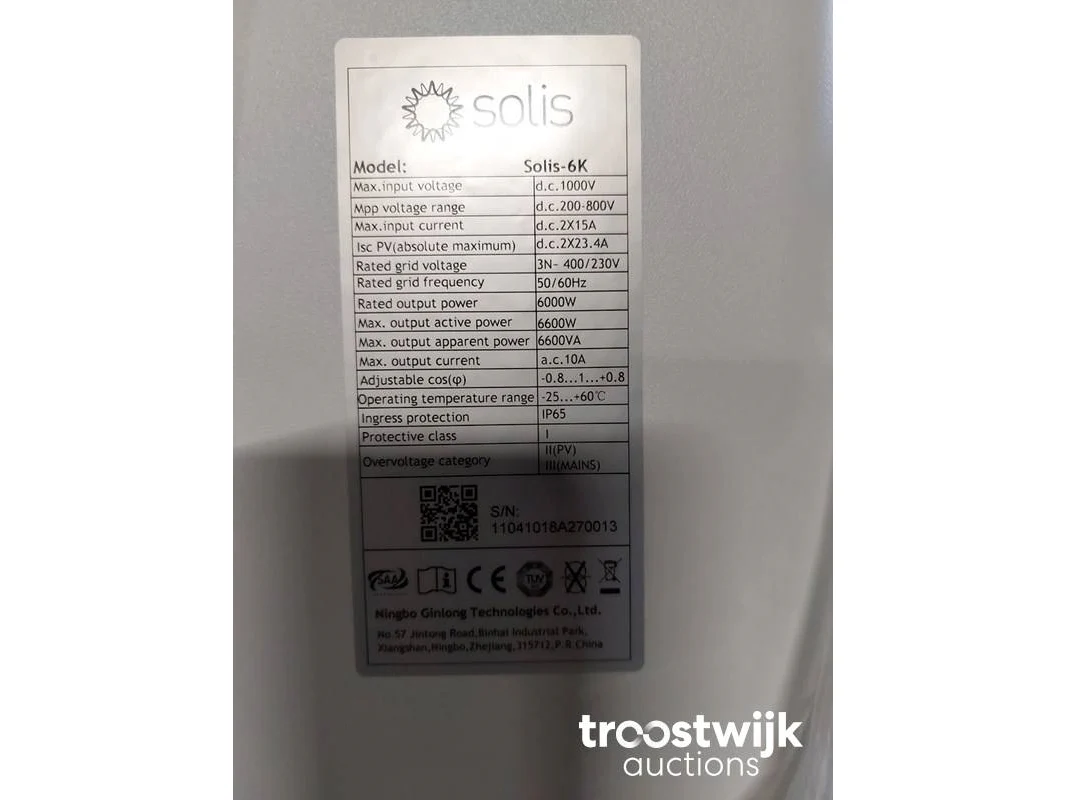 solis
Model: Solis-6K
Max.input voltage d.c.1000V
Mpp voltage range d.c.200-800V
Max.input current d.c.2X15A
Isc PV(absolute maximum) d.c.2X23.4A
Rated grid voltage 3N~ 400/230V
Rated grid frequency 50/60Hz
Rated output power 6000W
Max. output active power 6600W
Max. output apparent power 6600VA
Max. output current a.c.10A
Adjustable cos(φ) -0.8...1...+0.8
Operating temperature range -25...+60℃
Ingress protection IP65
Protective class I
Overvoltage category II(PV)
III(MAINS)
S/N:
11041018A270013
SAA i CE TUV
Ningbo Ginlong Technologies Co.,Ltd.
No.57 Jintong Road,Binhai Industrial Park,
Xiangshan,Ningbo,Zhejiang,315712,P.R.China
troostwijk
auctions